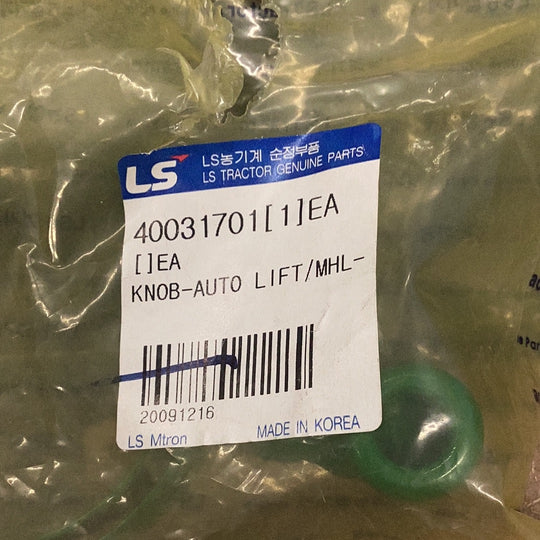 LS
LS농기계 순정부품
LS TRACTOR GENUINE PARTS
40031701[1]EA
[]EA
KNOB-AUTO LIFT/MHL-
20091216
LS Mtron
MADE IN KOREA